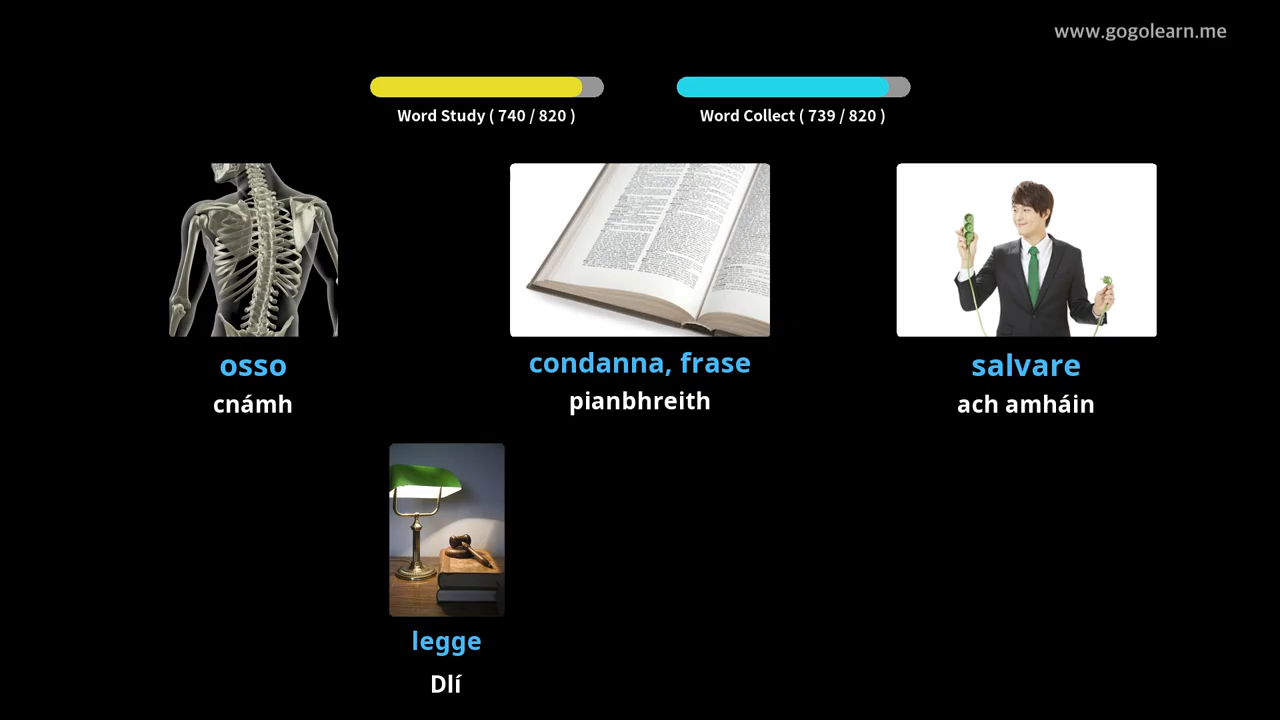 www.gogolearn.me
Word Study ( 740 / 820 )
Word Collect ( 739 / 820 )
osso
cnámh
condanna, frase
pianbhreith
salvare
ach amháin
legge
Dlí